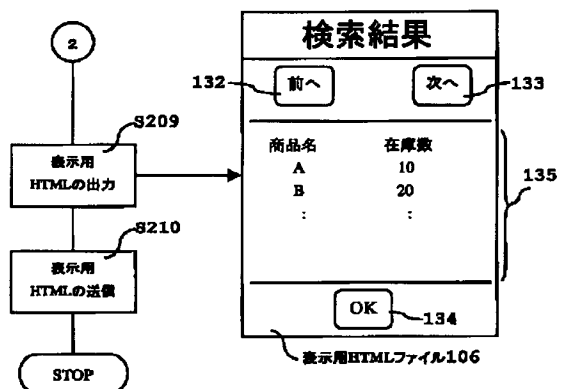 2
S209
表示用
HTMLの出力
S210
表示用
HTMLの送信
STOP
検索結果
132
前へ
次へ
133
商品名 在庫数
A 10
B 20
: :
135
OK
134
表示用HTMLファイル106